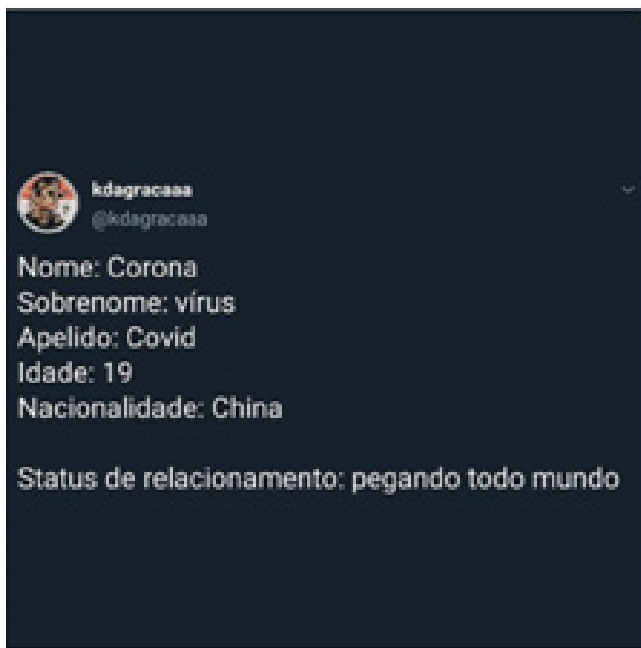 kdagracaaa
@kdagracaaa
Nome: Corona
Sobrenome: vírus
Apelido: Covid
Idade: 19
Nacionalidade: China
Status de relacionamento: pegando todo mundo